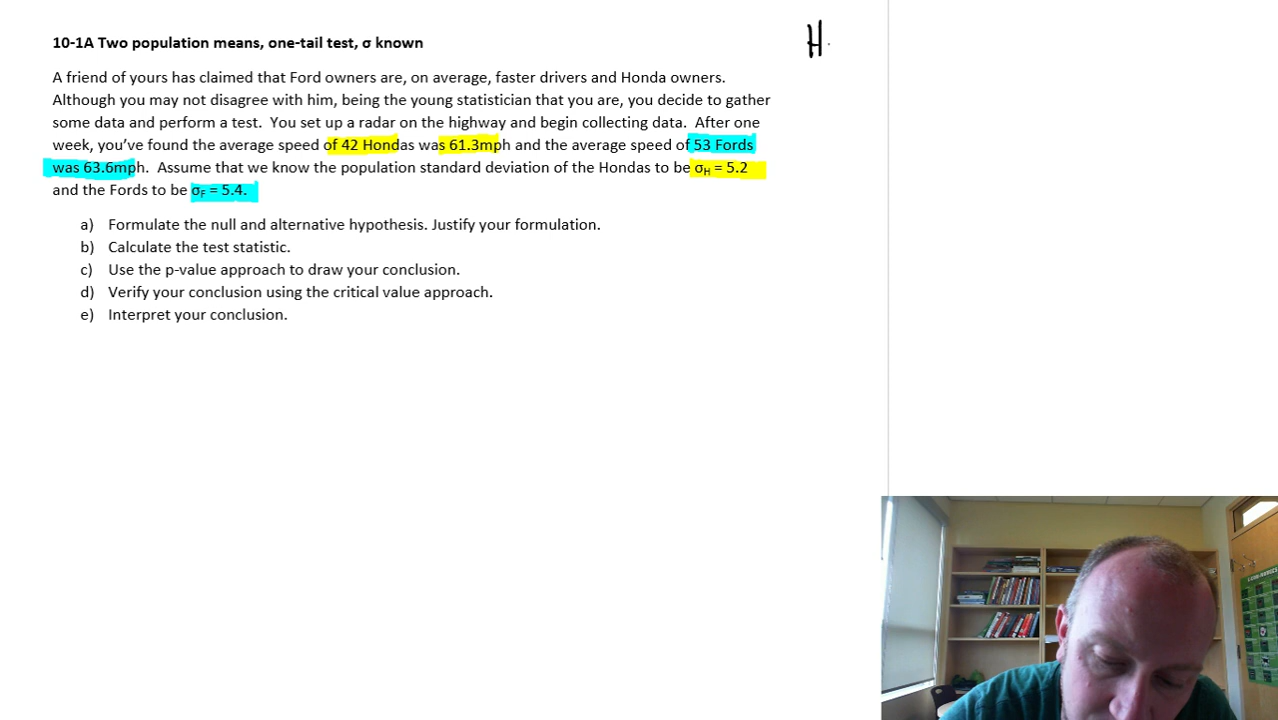 10-1A Two population means, one-tail test, σ known
H
A friend of yours has claimed that Ford owners are, on average, faster drivers and Honda owners.
Although you may not disagree with him, being the young statistician that you are, you decide to gather
some data and perform a test. You set up a radar on the highway and begin collecting data. After one
week, you've found the average speed of 42 Hondas was 61.3mph and the average speed of 53 Fords
was 63.6mph. Assume that we know the population standard deviation of the Hondas to be σH = 5.2
and the Fords to be σF = 5.4.
a) Formulate the null and alternative hypothesis. Justify your formulation.
b) Calculate the test statistic.
c) Use the p-value approach to draw your conclusion.
d) Verify your conclusion using the critical value approach.
e) Interpret your conclusion.